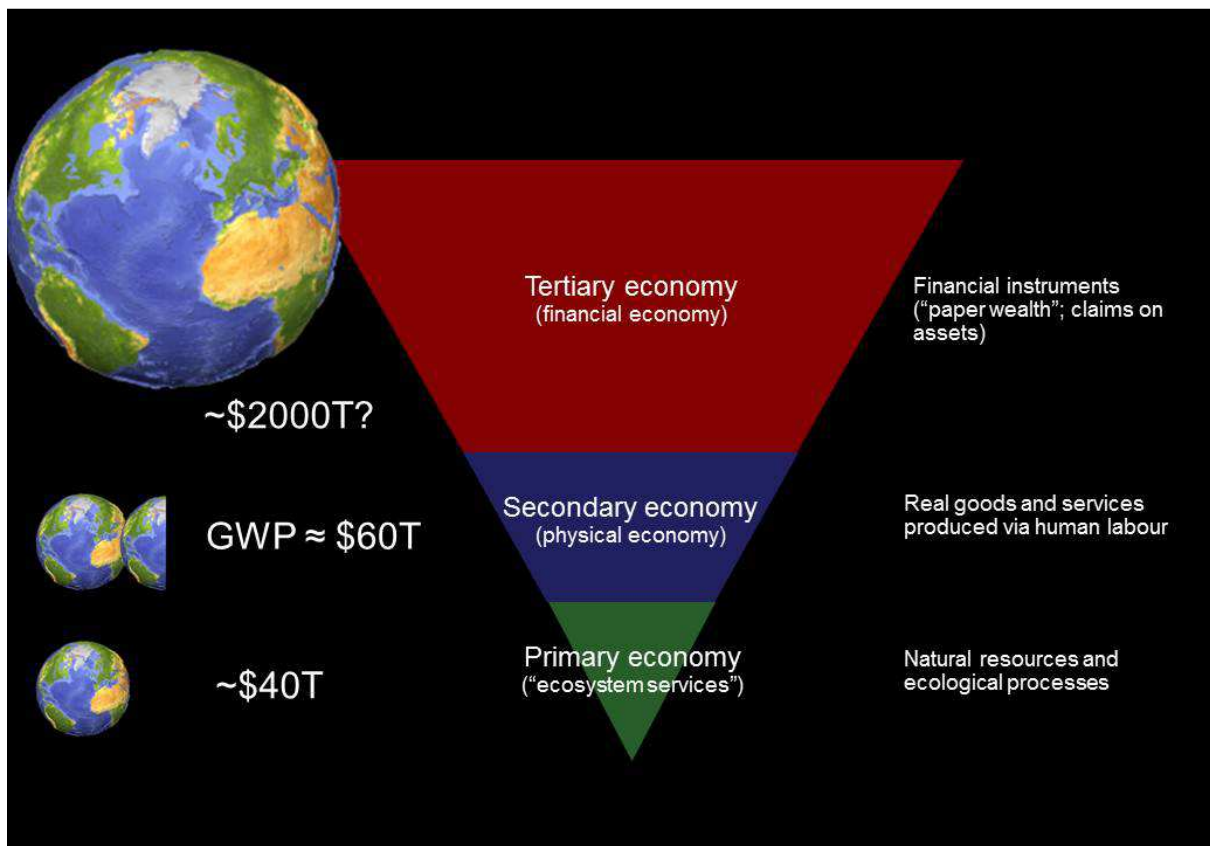 Tertiary economy
(financial economy)
Financial instruments
(“paper wealth”; claims on
assets)
~$2000T?
Secondary economy
(physical economy)
Real goods and services
produced via human labour
GWP ≈ $60T
Primary economy
(“ecosystem services”)
Natural resources and
ecological processes
~$40T